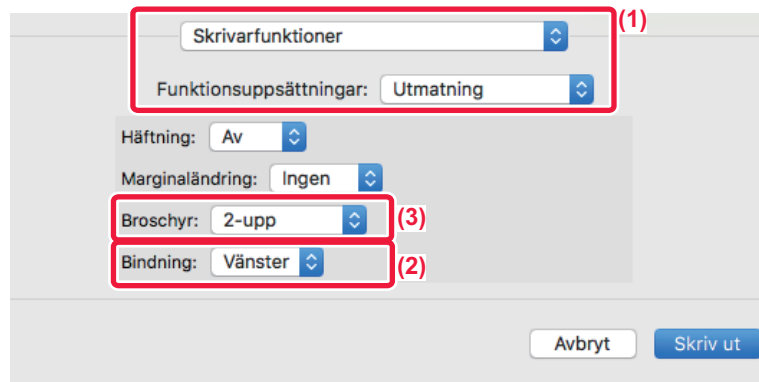 (1)
Skrivarfunktioner
Funktionsuppsättningar: Utmatning
Häftning: Av
Marginaländring: Ingen
Broschyr: 2-upp (3)
Bindning: Vänster (2)
Avbryt Skriv ut